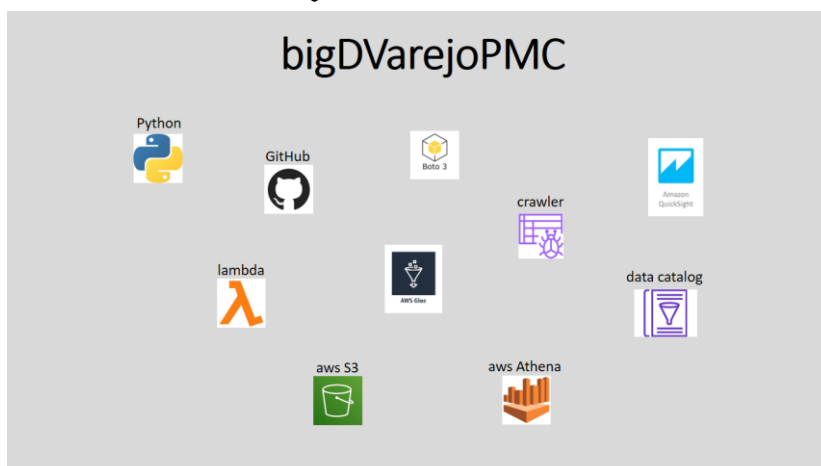 bigDVarejoPMC
Python
GitHub
Boto 3
Amazon
QuickSight
crawler
lambda
AWS Glue
data catalog
aws S3
aws Athena